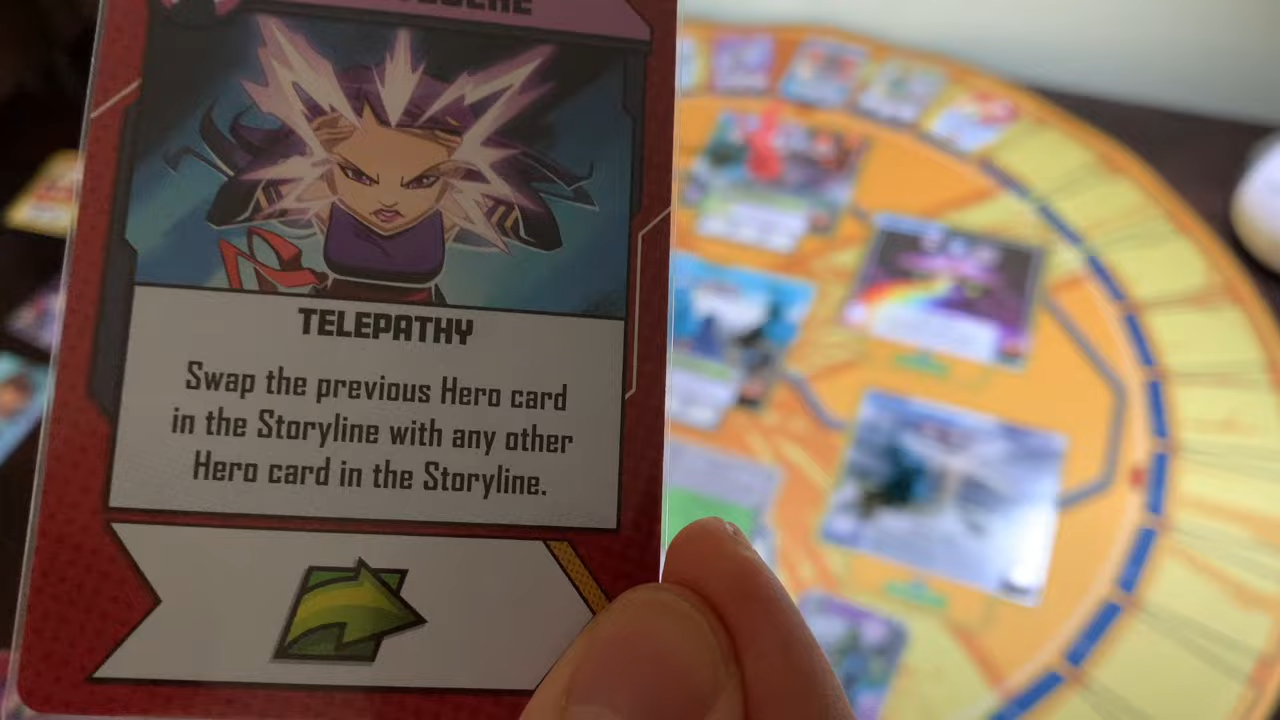 TELEPATHY
Swap the previous Hero card
in the Storyline with any other
Hero card in the Storyline.